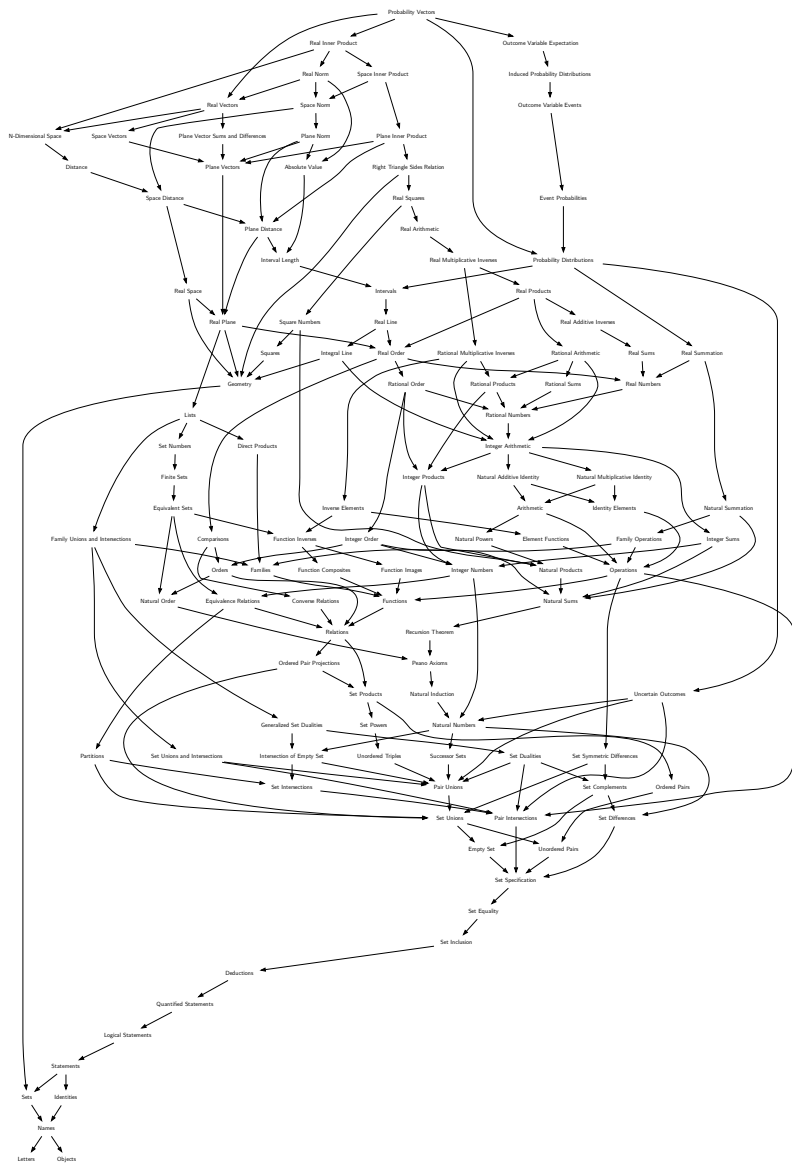 Probability Vectors
Real Inner Product
Outcome Variable Expectation
Real Norm
Space Inner Product
Induced Probability Distributions
Real Vectors
Space Norm
Outcome Variable Events
N-Dimensional Space
Space Vectors
Plane Vector Sums and Differences
Plane Norm
Plane Inner Product
Distance
Plane Vectors
Absolute Value
Right Triangle Sides Relation
Space Distance
Real Squares
Event Probabilities
Plane Distance
Real Arithmetic
Interval Length
Real Multiplicative Inverses
Probability Distributions
Real Space
Intervals
Real Products
Real Plane
Square Numbers
Real Line
Real Additive Inverses
Squares
Integral Line
Real Order
Rational Multiplicative Inverses
Rational Arithmetic
Real Sums
Real Summation
Geometry
Rational Order
Rational Products
Rational Sums
Real Numbers
Lists
Rational Numbers
Set Numbers
Direct Products
Integer Arithmetic
Finite Sets
Integer Products
Natural Additive Identity
Natural Multiplicative Identity
Equivalent Sets
Inverse Elements
Arithmetic
Identity Elements
Natural Summation
Family Unions and Intersections
Comparisons
Function Inverses
Integer Order
Natural Powers
Element Functions
Family Operations
Integer Sums
Orders
Families
Function Composites
Function Images
Integer Numbers
Natural Products
Operations
Natural Order
Equivalence Relations
Converse Relations
Functions
Natural Sums
Relations
Recursion Theorem
Ordered Pair Projections
Peano Axioms
Set Products
Natural Induction
Uncertain Outcomes
Generalized Set Dualities
Set Powers
Natural Numbers
Partitions
Set Unions and Intersections
Intersection of Empty Set
Unordered Triples
Successor Sets
Set Dualities
Set Symmetric Differences
Set Intersections
Pair Unions
Set Complements
Ordered Pairs
Set Unions
Pair Intersections
Set Differences
Empty Set
Unordered Pairs
Set Specification
Set Equality
Set Inclusion
Deductions
Quantified Statements
Logical Statements
Statements
Sets
Identities
Names
Letters
Objects